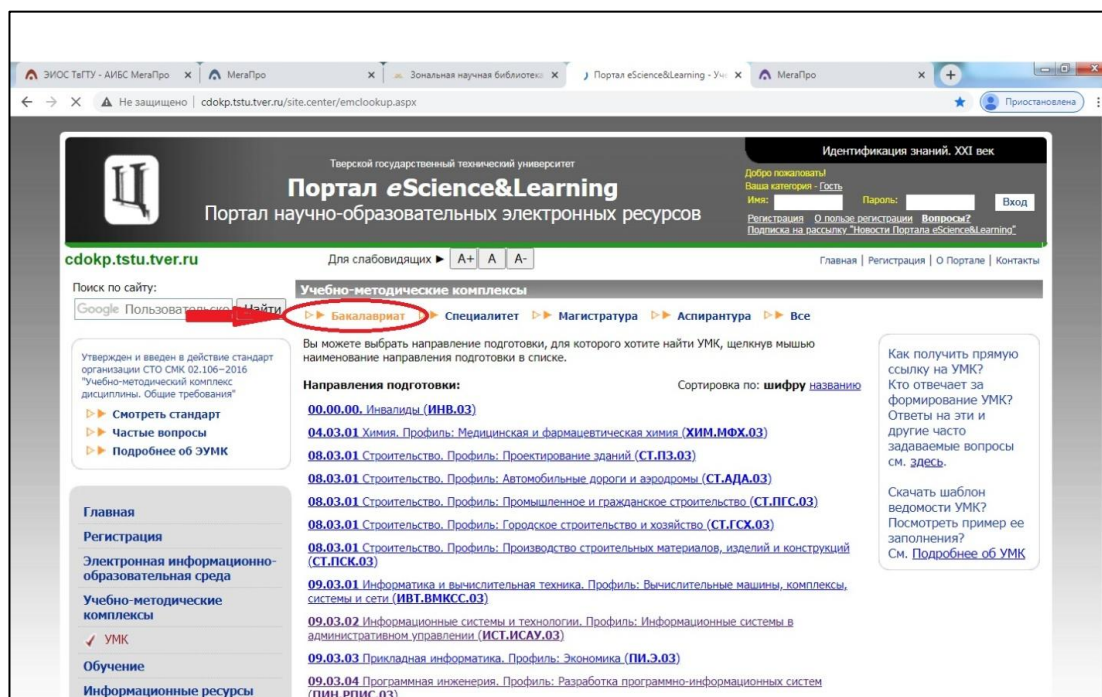 ЭИОС ТвГТУ - АИБС МегаПро
МегаПро
Зональная научная библиотека
Портал eScience&Learning - Учс
МегаПро
Не защищено | cdokp.tstu.tver.ru/site.center/emclookup.aspx
Приостановлена
Ц
Тверской государственный технический университет
Портал eScience&Learning
Портал научно-образовательных электронных ресурсов
Идентификация знаний. XXI век
Добро пожаловать!
Ваша категория - Гость
Имя: Пароль: Вход
Регистрация О пользе регистрации Вопросы?
Подписка на рассылку "Новости Портала eScience&Learning"
cdokp.tstu.tver.ru
Для слабовидящих ► A+ A A-
Главная | Регистрация | О Портале | Контакты
Поиск по сайту:
Google Пользовательско Найти
Утвержден и введен в действие стандарт
организации СТО СМК 02.106−2016
"Учебно-методический комплекс
дисциплины. Общие требования"
Смотреть стандарт
Частые вопросы
Подробнее об ЭУМК
Главная
Регистрация
Электронная информационно-
образовательная среда
Учебно-методические
комплексы
УМК
Обучение
Информационные ресурсы
Учебно-методические комплексы
Бакалавриат Специалитет Магистратура Аспирантура Все
Вы можете выбрать направление подготовки, для которого хотите найти УМК, щелкнув мышью
наименование направления подготовки в списке.
Направления подготовки: Сортировка по: шифру названию
00.00.00. Инвалиды (ИНВ.03)
04.03.01 Химия. Профиль: Медицинская и фармацевтическая химия (ХИМ.МФХ.03)
08.03.01 Строительство. Профиль: Проектирование зданий (СТ.ПЗ.03)
08.03.01 Строительство. Профиль: Автомобильные дороги и аэродромы (СТ.АДА.03)
08.03.01 Строительство. Профиль: Промышленное и гражданское строительство (СТ.ПГС.03)
08.03.01 Строительство. Профиль: Городское строительство и хозяйство (СТ.ГСХ.03)
08.03.01 Строительство. Профиль: Производство строительных материалов, изделий и конструкций
(СТ.ПСК.03)
09.03.01 Информатика и вычислительная техника. Профиль: Вычислительные машины, комплексы,
системы и сети (ИВТ.ВМКСС.03)
09.03.02 Информационные системы и технологии. Профиль: Информационные системы в
административном управлении (ИСТ.ИСАУ.03)
09.03.03 Прикладная информатика. Профиль: Экономика (ПИ.Э.03)
09.03.04 Программная инженерия. Профиль: Разработка программно-информационных систем
(ПИН.РПИС.03)
Как получить прямую
ссылку на УМК?
Кто отвечает за
формирование УМК?
Ответы на эти и
другие часто
задаваемые вопросы
см. здесь.
Скачать шаблон
ведомости УМК?
Посмотреть пример ее
заполнения?
См. Подробнее об УМК